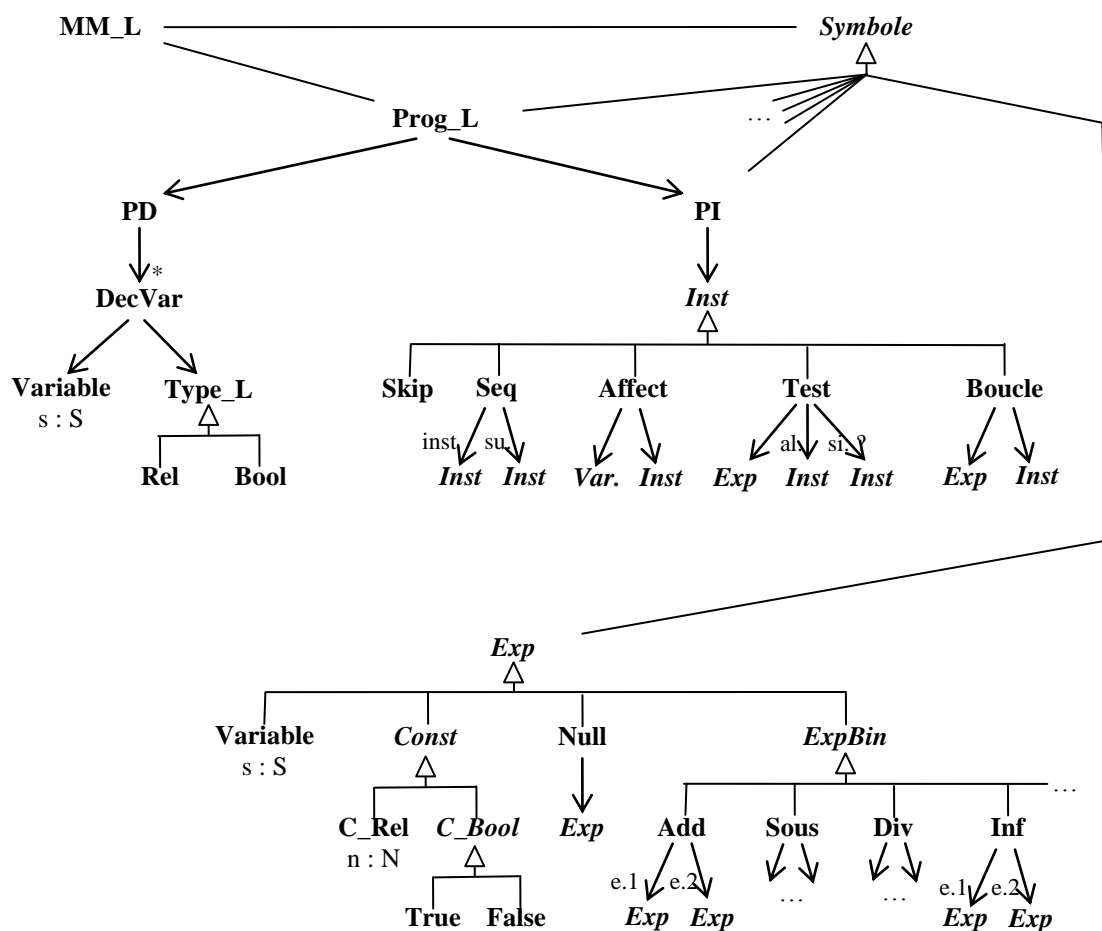 MM_L Symbole
…
Prog_L
PD PI
*
DecVar Inst
Variable Type_L Skip Seq Affect Test Boucle
s : S
inst su. al. si. ?
Rel Bool Inst Inst Var. Inst Exp Inst Inst Exp Inst
Exp
Variable Const Null ExpBin
s : S
…
C_Rel C_Bool Exp Add Sous Div Inf
n : N
e.1 e.2 … … e.1 e.2
True False Exp Exp Exp Exp